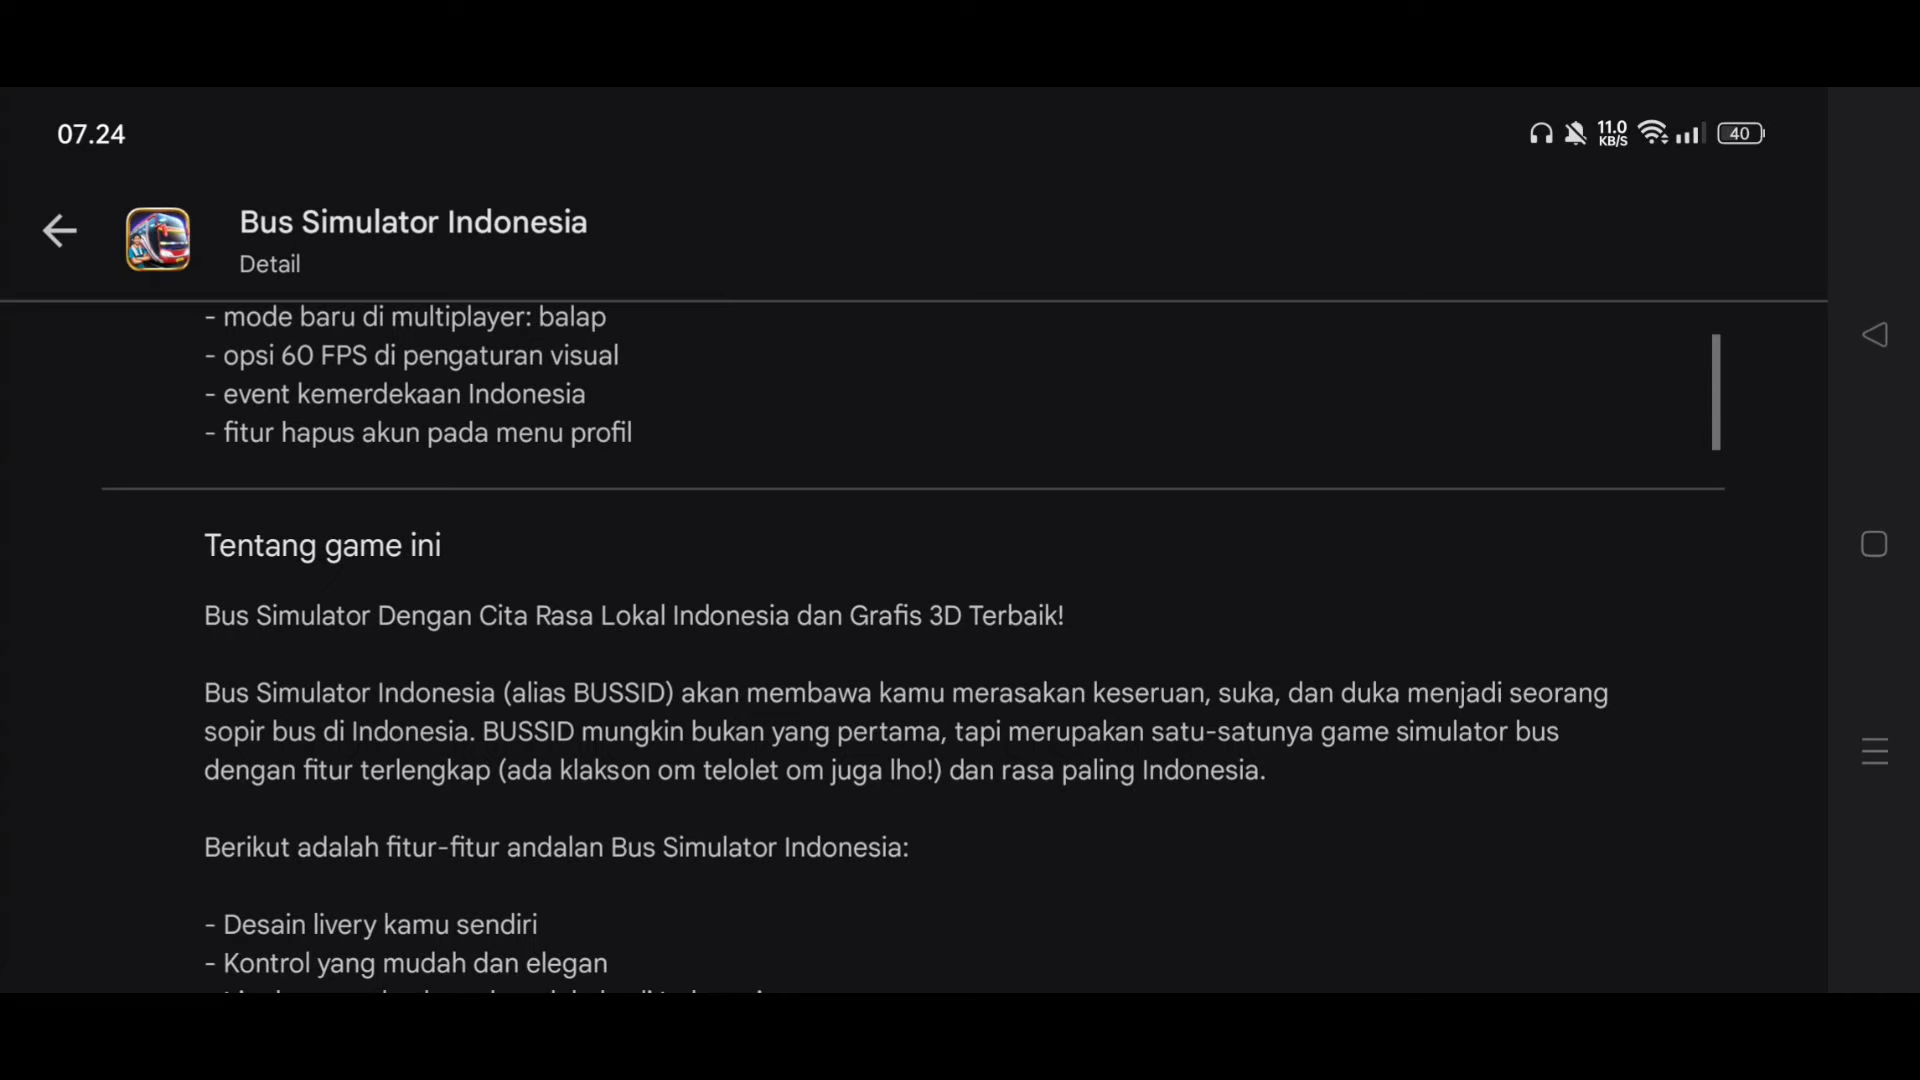 07.24
11.0
KB/S
40
Bus Simulator Indonesia
Detail
- mode baru di multiplayer: balap
- opsi 60 FPS di pengaturan visual
- event kemerdekaan Indonesia
- fitur hapus akun pada menu profil
Tentang game ini
Bus Simulator Dengan Cita Rasa Lokal Indonesia dan Grafis 3D Terbaik!
Bus Simulator Indonesia (alias BUSSID) akan membawa kamu merasakan keseruan, suka, dan duka menjadi seorang
sopir bus di Indonesia. BUSSID mungkin bukan yang pertama, tapi merupakan satu-satunya game simulator bus
dengan fitur terlengkap (ada klakson om telolet om juga lho!) dan rasa paling Indonesia.
Berikut adalah fitur-fitur andalan Bus Simulator Indonesia:
- Desain livery kamu sendiri
- Kontrol yang mudah dan elegan